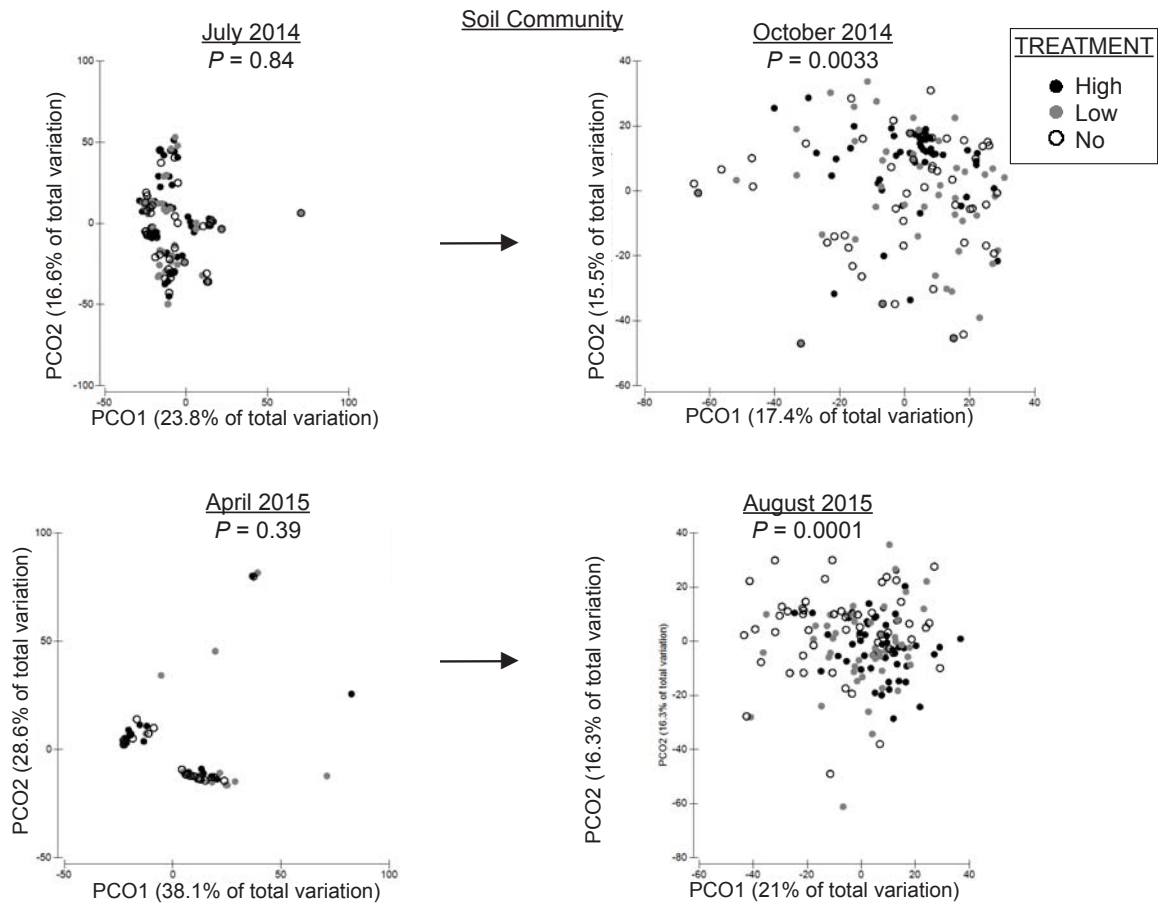 Soil Community
July 2014
P = 0.84
100
50
0
-50
-100
-50
0
50
100
PCO2 (16.6% of total variation)
PCO1 (23.8% of total variation)
October 2014
P = 0.0033
40
20
0
-20
-40
-60
-80
-60
-40
-20
0
20
40
PCO2 (15.5% of total variation)
PCO1 (17.4% of total variation)
TREATMENT
High
Low
No
April 2015
P = 0.39
100
50
0
-50
-50
0
50
100
PCO2 (28.6% of total variation)
PCO1 (38.1% of total variation)
August 2015
P = 0.0001
40
20
0
-20
-40
-60
-80
-60
-40
-20
0
20
40
PCO2 (16.3% of total variation)
PCO2 (16.3% of total variation)
PCO1 (21% of total variation)